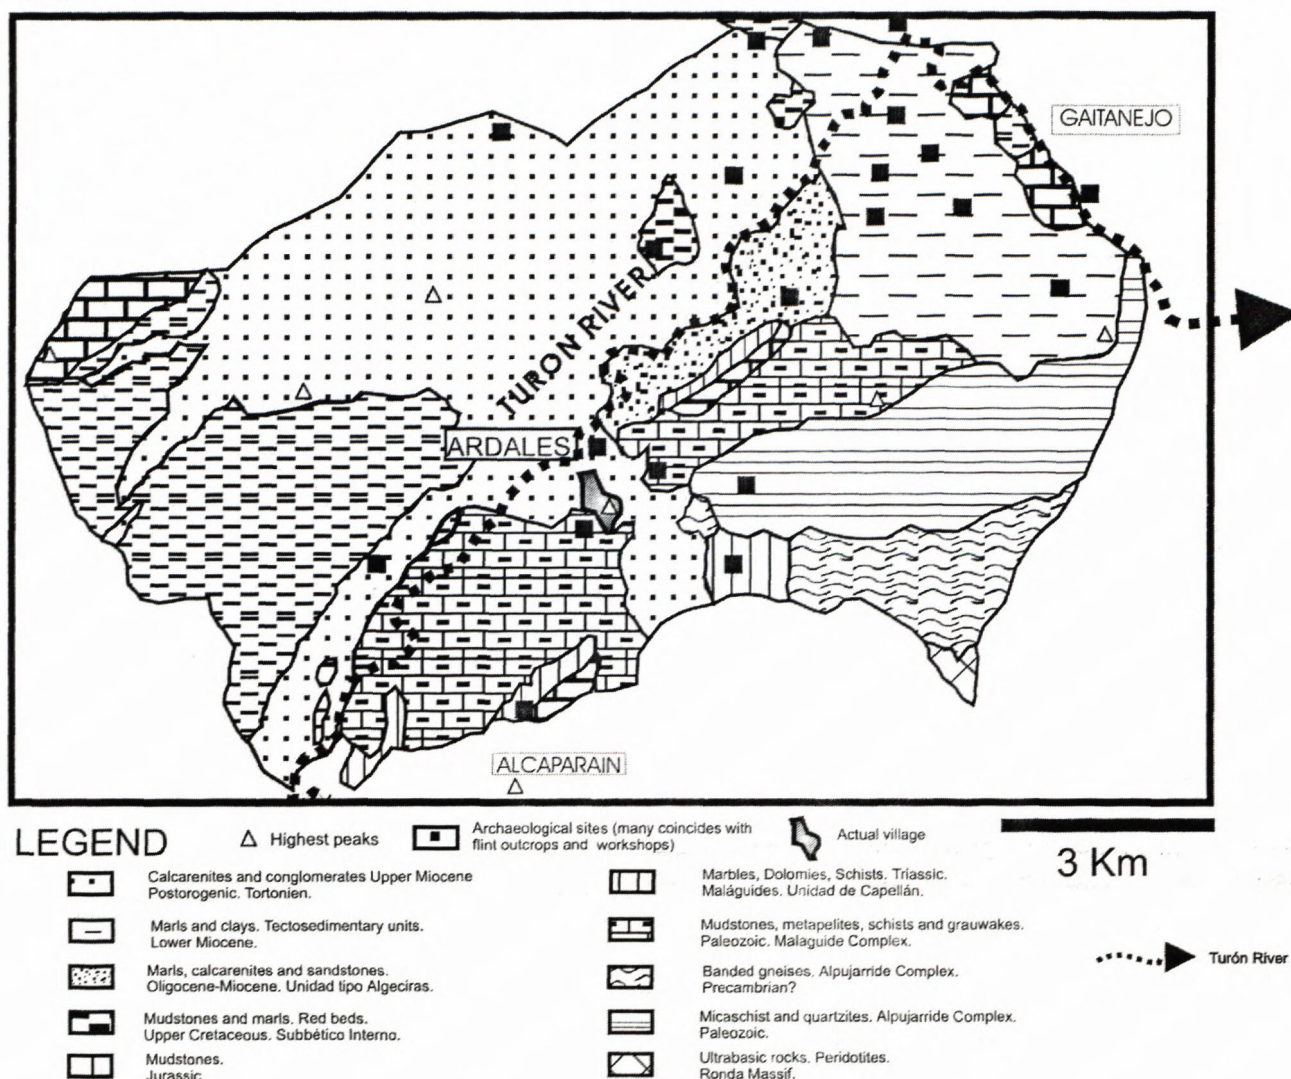 GAITANEJO
TURON RIVER
ARDALES
ALCAPARAIN
LEGEND
Highest peaks
Archaeological sites (many coincides with
flint outcrops and workshops)
Actual village
3 Km
Calcarenites and conglomerates Upper Miocene
Postorogenic. Tortonien.
Marls and clays. Tectosedimentary units.
Lower Miocene.
Marls, calcarenites and sandstones.
Oligocene-Miocene. Unidad tipo Algeciras.
Mudstones and marls. Red beds.
Upper Cretaceous. Subbético Interno.
Mudstones.
Jurassic
Marbles, Dolomies, Schists. Triassic.
Maláguides. Unidad de Capellán.
Mudstones, metapelites, schists and grauwakes.
Paleozoic. Malaguide Complex.
Banded gneises. Alpujarride Complex.
Precambrian?
Micaschist and quartzites. Alpujarride Complex.
Paleozoic.
Ultrabasic rocks. Peridotites.
Ronda Massif.
Turón River